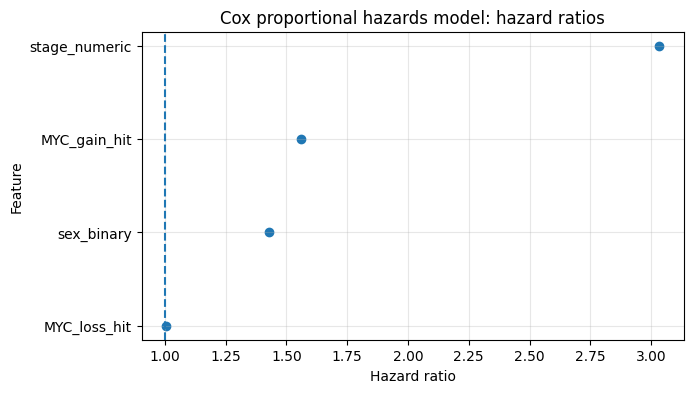 Cox proportional hazards model: hazard ratios
stage_numeric
MYC_gain_hit
Feature
sex_binary
MYC_loss_hit
1.00 1.25 1.50 1.75 2.00 2.25 2.50 2.75 3.00
Hazard ratio